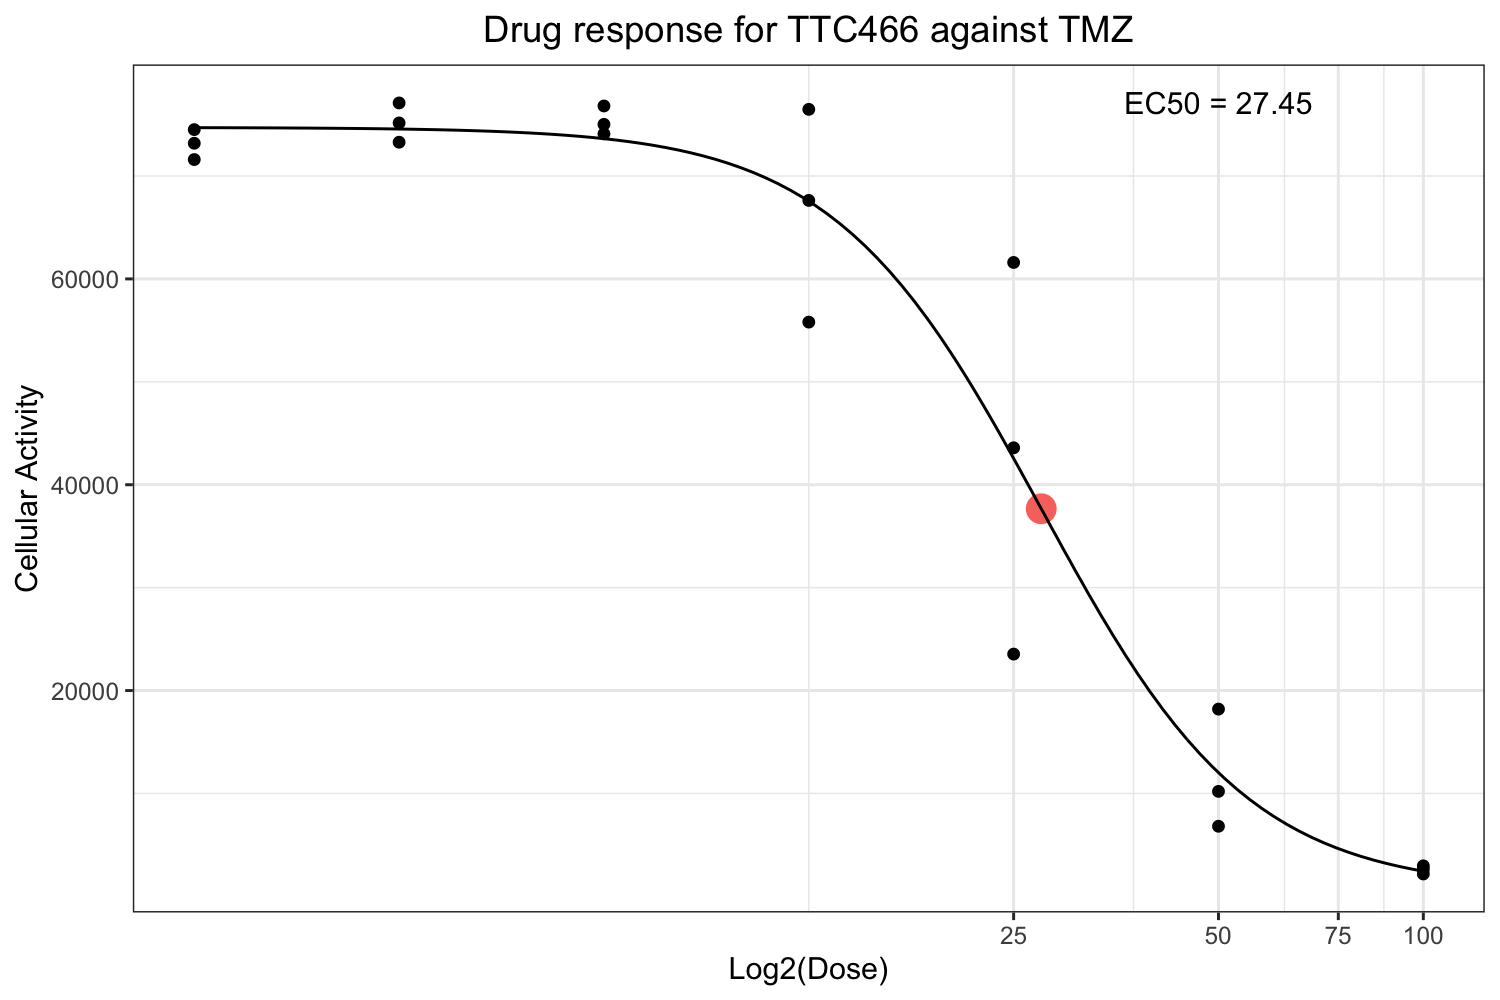 Drug response for TTC466 against TMZ
EC50 = 27.45
60000
40000
20000
Cellular Activity
25
50
75
100
Log2(Dose)